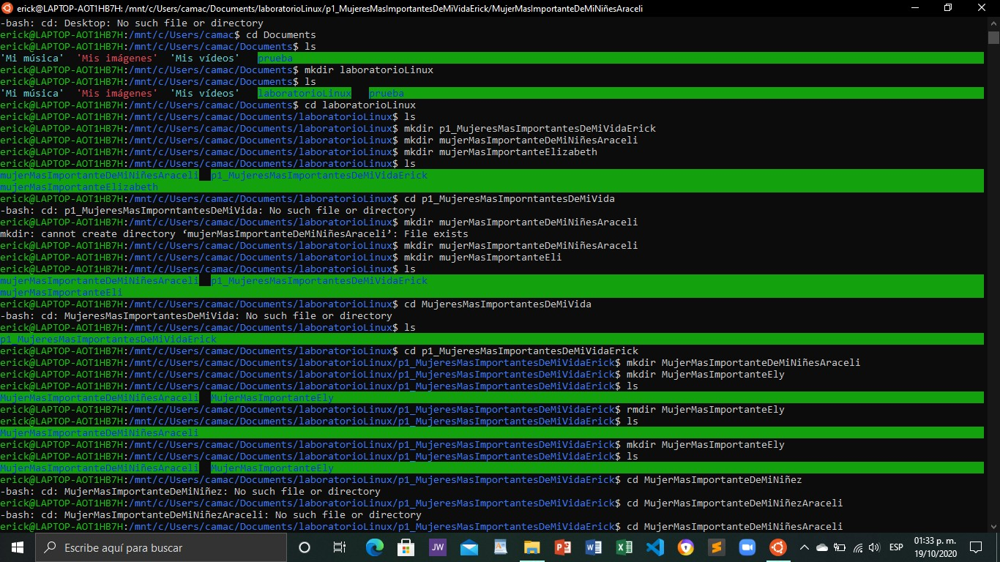 erick@LAPTOP-AOT1HB7H: /mnt/c/Users/camac/Documents/laboratorioLinux/p1_MujeresMasImportantesDeMiVidaErick/MujerMasImportanteDeMiNiñesAraceli
-bash: cd: Desktop: No such file or directory
erick@LAPTOP-AOT1HB7H:/mnt/c/Users/camac$ cd Documents
erick@LAPTOP-AOT1HB7H:/mnt/c/Users/camac/Documents$ ls
'Mi música'  'Mis imágenes'  'Mis vídeos'   prueba
erick@LAPTOP-AOT1HB7H:/mnt/c/Users/camac/Documents$ mkdir laboratorioLinux
erick@LAPTOP-AOT1HB7H:/mnt/c/Users/camac/Documents$ ls
'Mi música'  'Mis imágenes'  'Mis vídeos'   laboratorioLinux   prueba
erick@LAPTOP-AOT1HB7H:/mnt/c/Users/camac/Documents$ cd laboratorioLinux
erick@LAPTOP-AOT1HB7H:/mnt/c/Users/camac/Documents/laboratorioLinux$ ls
erick@LAPTOP-AOT1HB7H:/mnt/c/Users/camac/Documents/laboratorioLinux$ mkdir p1_MujeresMasImportantesDeMiVidaErick
erick@LAPTOP-AOT1HB7H:/mnt/c/Users/camac/Documents/laboratorioLinux$ mkdir mujerMasImportanteDeMiNiñesAraceli
erick@LAPTOP-AOT1HB7H:/mnt/c/Users/camac/Documents/laboratorioLinux$ mkdir mujerMasImportanteElizabeth
erick@LAPTOP-AOT1HB7H:/mnt/c/Users/camac/Documents/laboratorioLinux$ ls
mujerMasImportanteDeMiNiñesAraceli  p1_MujeresMasImportantesDeMiVidaErick
mujerMasImportanteElizabeth
erick@LAPTOP-AOT1HB7H:/mnt/c/Users/camac/Documents/laboratorioLinux$ cd p1_MujeresMasImporntantesDeMiVida
-bash: cd: p1_MujeresMasImporntantesDeMiVida: No such file or directory
erick@LAPTOP-AOT1HB7H:/mnt/c/Users/camac/Documents/laboratorioLinux$ mkdir mujerMasImportanteDeMiNiñesAraceli
mkdir: cannot create directory ‘mujerMasImportanteDeMiNiñesAraceli’: File exists
erick@LAPTOP-AOT1HB7H:/mnt/c/Users/camac/Documents/laboratorioLinux$ mkdir mujerMasImportanteDeMiNiñesAraceli
erick@LAPTOP-AOT1HB7H:/mnt/c/Users/camac/Documents/laboratorioLinux$ mkdir mujerMasImportanteEli
erick@LAPTOP-AOT1HB7H:/mnt/c/Users/camac/Documents/laboratorioLinux$ ls
mujerMasImportanteDeMiNiñesAraceli  p1_MujeresMasImportantesDeMiVidaErick
mujerMasImportanteEli
erick@LAPTOP-AOT1HB7H:/mnt/c/Users/camac/Documents/laboratorioLinux$ cd MujeresMasImportantesDeMiVida
-bash: cd: MujeresMasImportantesDeMiVida: No such file or directory
erick@LAPTOP-AOT1HB7H:/mnt/c/Users/camac/Documents/laboratorioLinux$ ls
p1_MujeresMasImportantesDeMiVidaErick
erick@LAPTOP-AOT1HB7H:/mnt/c/Users/camac/Documents/laboratorioLinux$ cd p1_MujeresMasImportantesDeMiVidaErick
erick@LAPTOP-AOT1HB7H:/mnt/c/Users/camac/Documents/laboratorioLinux/p1_MujeresMasImportantesDeMiVidaErick$ mkdir MujerMasImportanteDeMiNiñesAraceli
erick@LAPTOP-AOT1HB7H:/mnt/c/Users/camac/Documents/laboratorioLinux/p1_MujeresMasImportantesDeMiVidaErick$ mkdir MujerMasImportanteEly
erick@LAPTOP-AOT1HB7H:/mnt/c/Users/camac/Documents/laboratorioLinux/p1_MujeresMasImportantesDeMiVidaErick$ ls
MujerMasImportanteDeMiNiñesAraceli  MujerMasImportanteEly
erick@LAPTOP-AOT1HB7H:/mnt/c/Users/camac/Documents/laboratorioLinux/p1_MujeresMasImportantesDeMiVidaErick$ rmdir MujerMasImportanteEly
erick@LAPTOP-AOT1HB7H:/mnt/c/Users/camac/Documents/laboratorioLinux/p1_MujeresMasImportantesDeMiVidaErick$ ls
MujerMasImportanteDeMiNiñesAraceli
erick@LAPTOP-AOT1HB7H:/mnt/c/Users/camac/Documents/laboratorioLinux/p1_MujeresMasImportantesDeMiVidaErick$ mkdir MujerMasImportanteEly
erick@LAPTOP-AOT1HB7H:/mnt/c/Users/camac/Documents/laboratorioLinux/p1_MujeresMasImportantesDeMiVidaErick$ ls
MujerMasImportanteDeMiNiñesAraceli  MujerMasImportanteEly
erick@LAPTOP-AOT1HB7H:/mnt/c/Users/camac/Documents/laboratorioLinux/p1_MujeresMasImportantesDeMiVidaErick$ cd MujerMasImportanteDeMiNiñez
-bash: cd: MujerMasImportanteDeMiNiñez: No such file or directory
erick@LAPTOP-AOT1HB7H:/mnt/c/Users/camac/Documents/laboratorioLinux/p1_MujeresMasImportantesDeMiVidaErick$ cd MujerMasImportanteDeMiNiñezAraceli
-bash: cd: MujerMasImportanteDeMiNiñezAraceli: No such file or directory
erick@LAPTOP-AOT1HB7H:/mnt/c/Users/camac/Documents/laboratorioLinux/p1_MujeresMasImportantesDeMiVidaErick$ cd MujerMasImportanteDeMiNiñesAraceli
Escribe aquí para buscar
JW
ESP
01:33 p. m.
19/10/2020